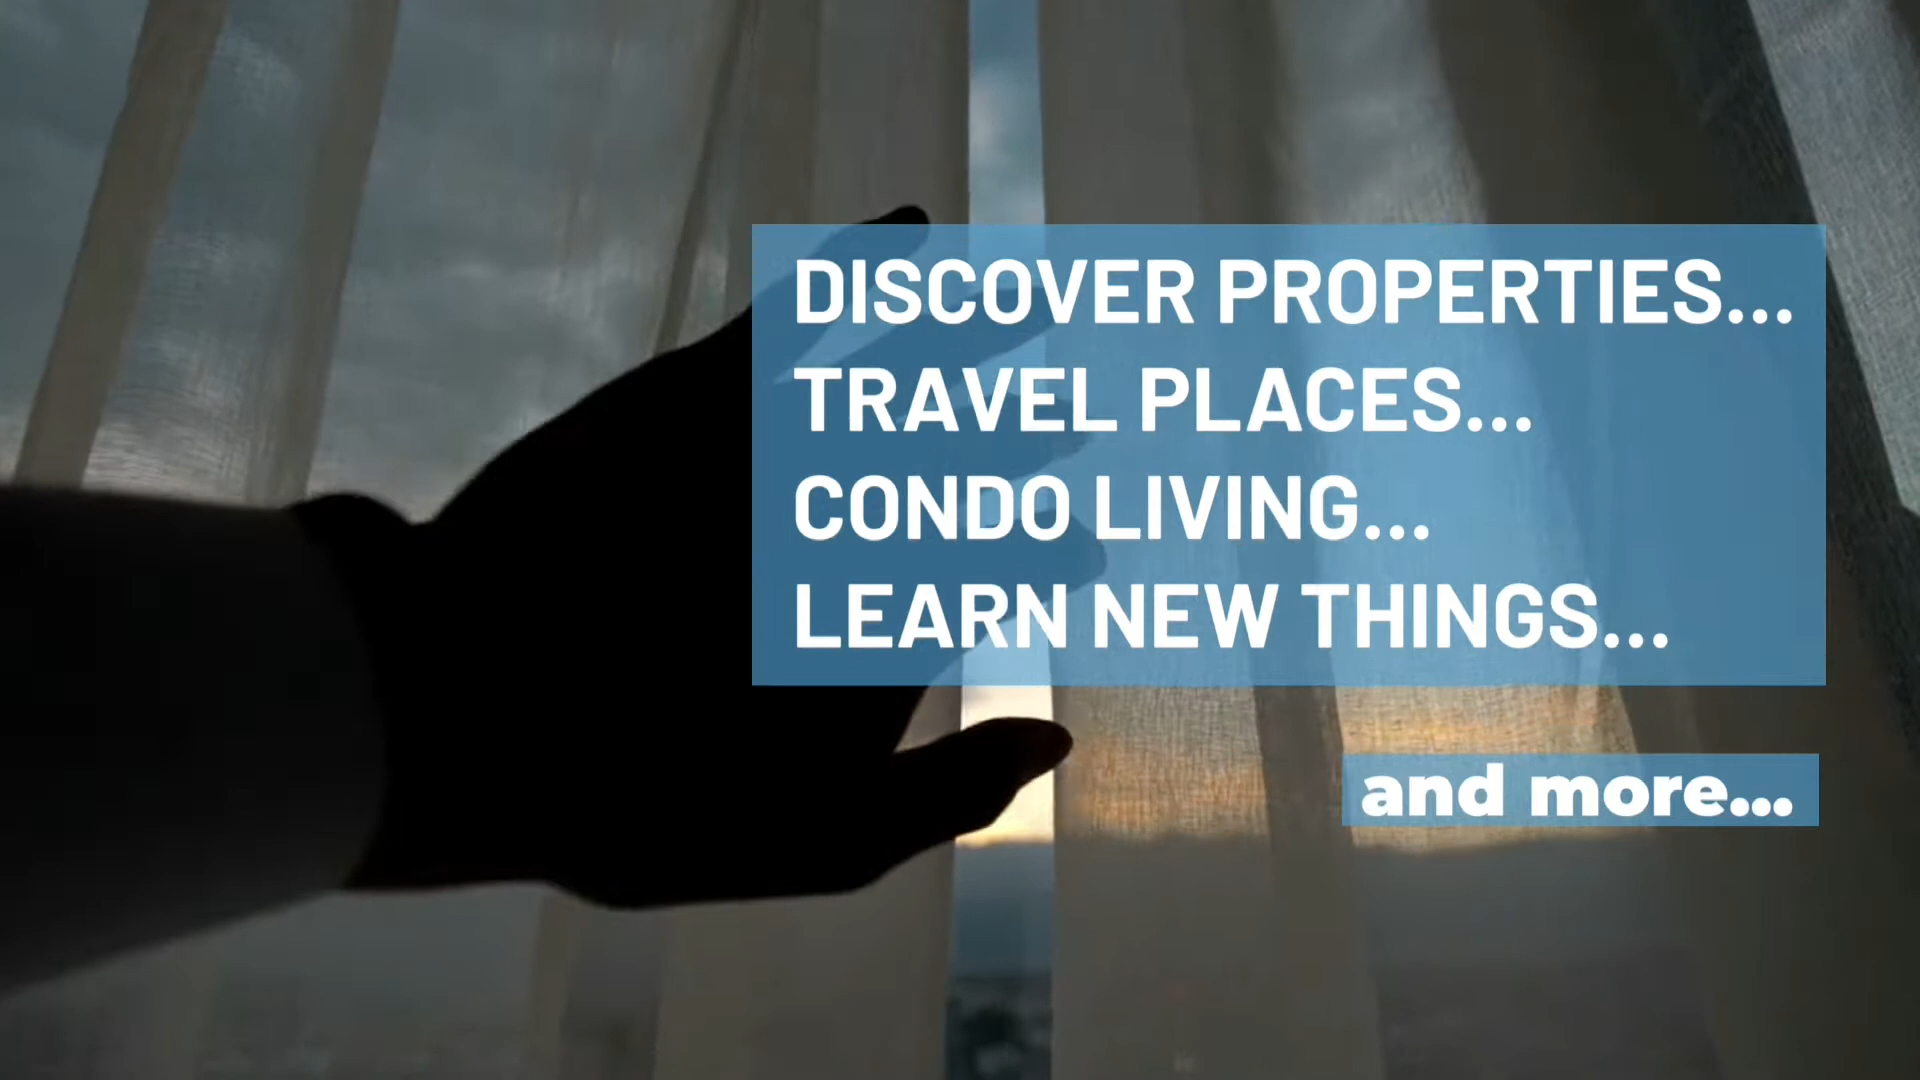 DISCOVER PROPERTIES...
TRAVEL PLACES...
CONDO LIVING...
LEARN NEW THINGS...
and more...